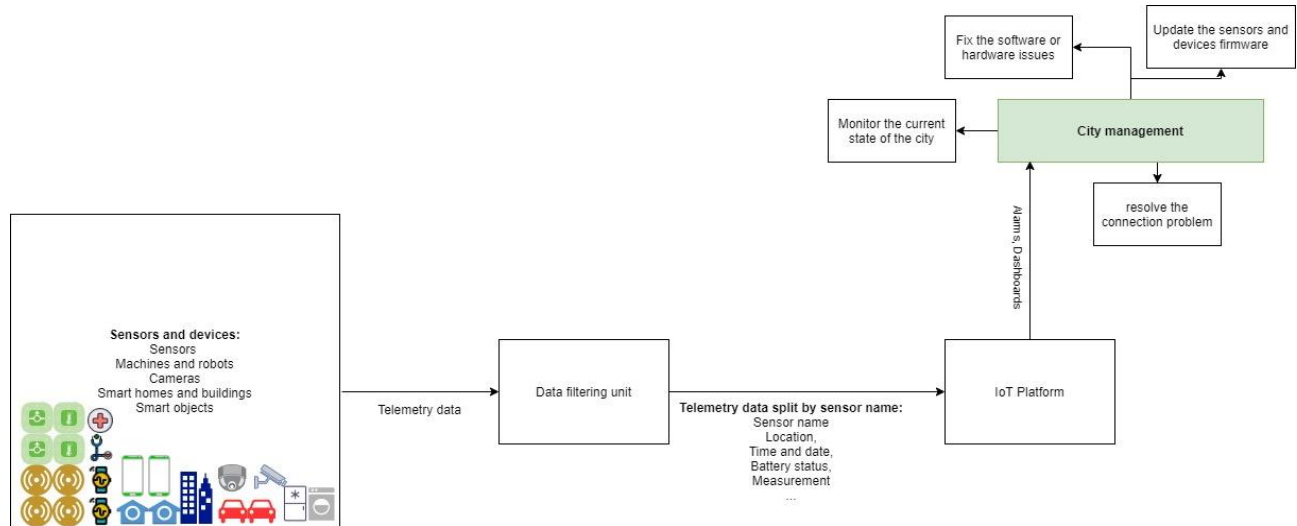 Fix the software or
hardware issues
Update the sensors and
devices firmware
Monitor the current
state of the city
City management
resolve the
connection problem
Alarms, Dashboards
Sensors and devices:
Sensors
Machines and robots
Cameras
Smart homes and buildings
Smart objects
Telemetry data
Data filtering unit
Telemetry data split by sensor name:
Sensor name
Location,
Time and date,
Battery status,
Measurement
...
IoT Platform